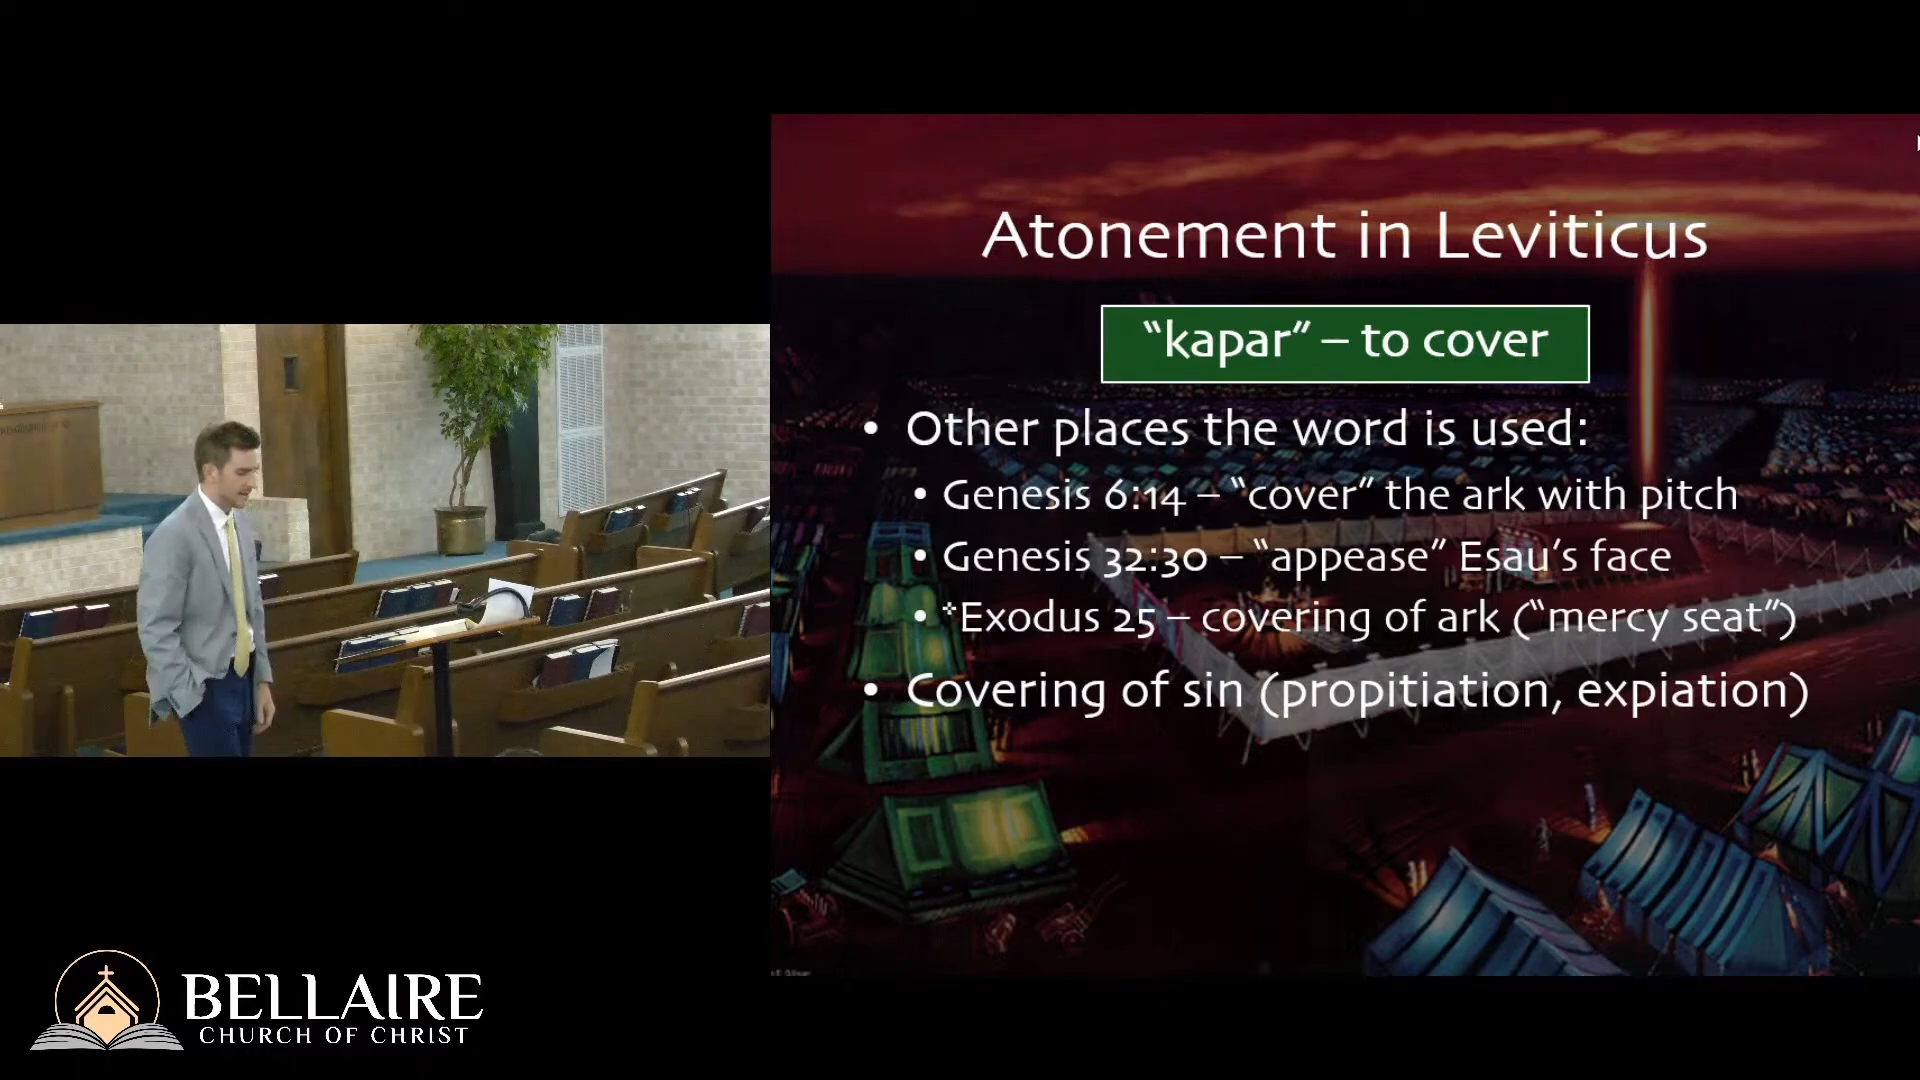 Atonement in Leviticus
“kapar” – to cover
• Other places the word is used:
• Genesis 6:14 – “cover” the ark with pitch
• Genesis 32:30 – “appease” Esau’s face
• *Exodus 25 – covering of ark (“mercy seat”)
• Covering of sin (propitiation, expiation)
BELLAIRE
CHURCH OF CHRIST